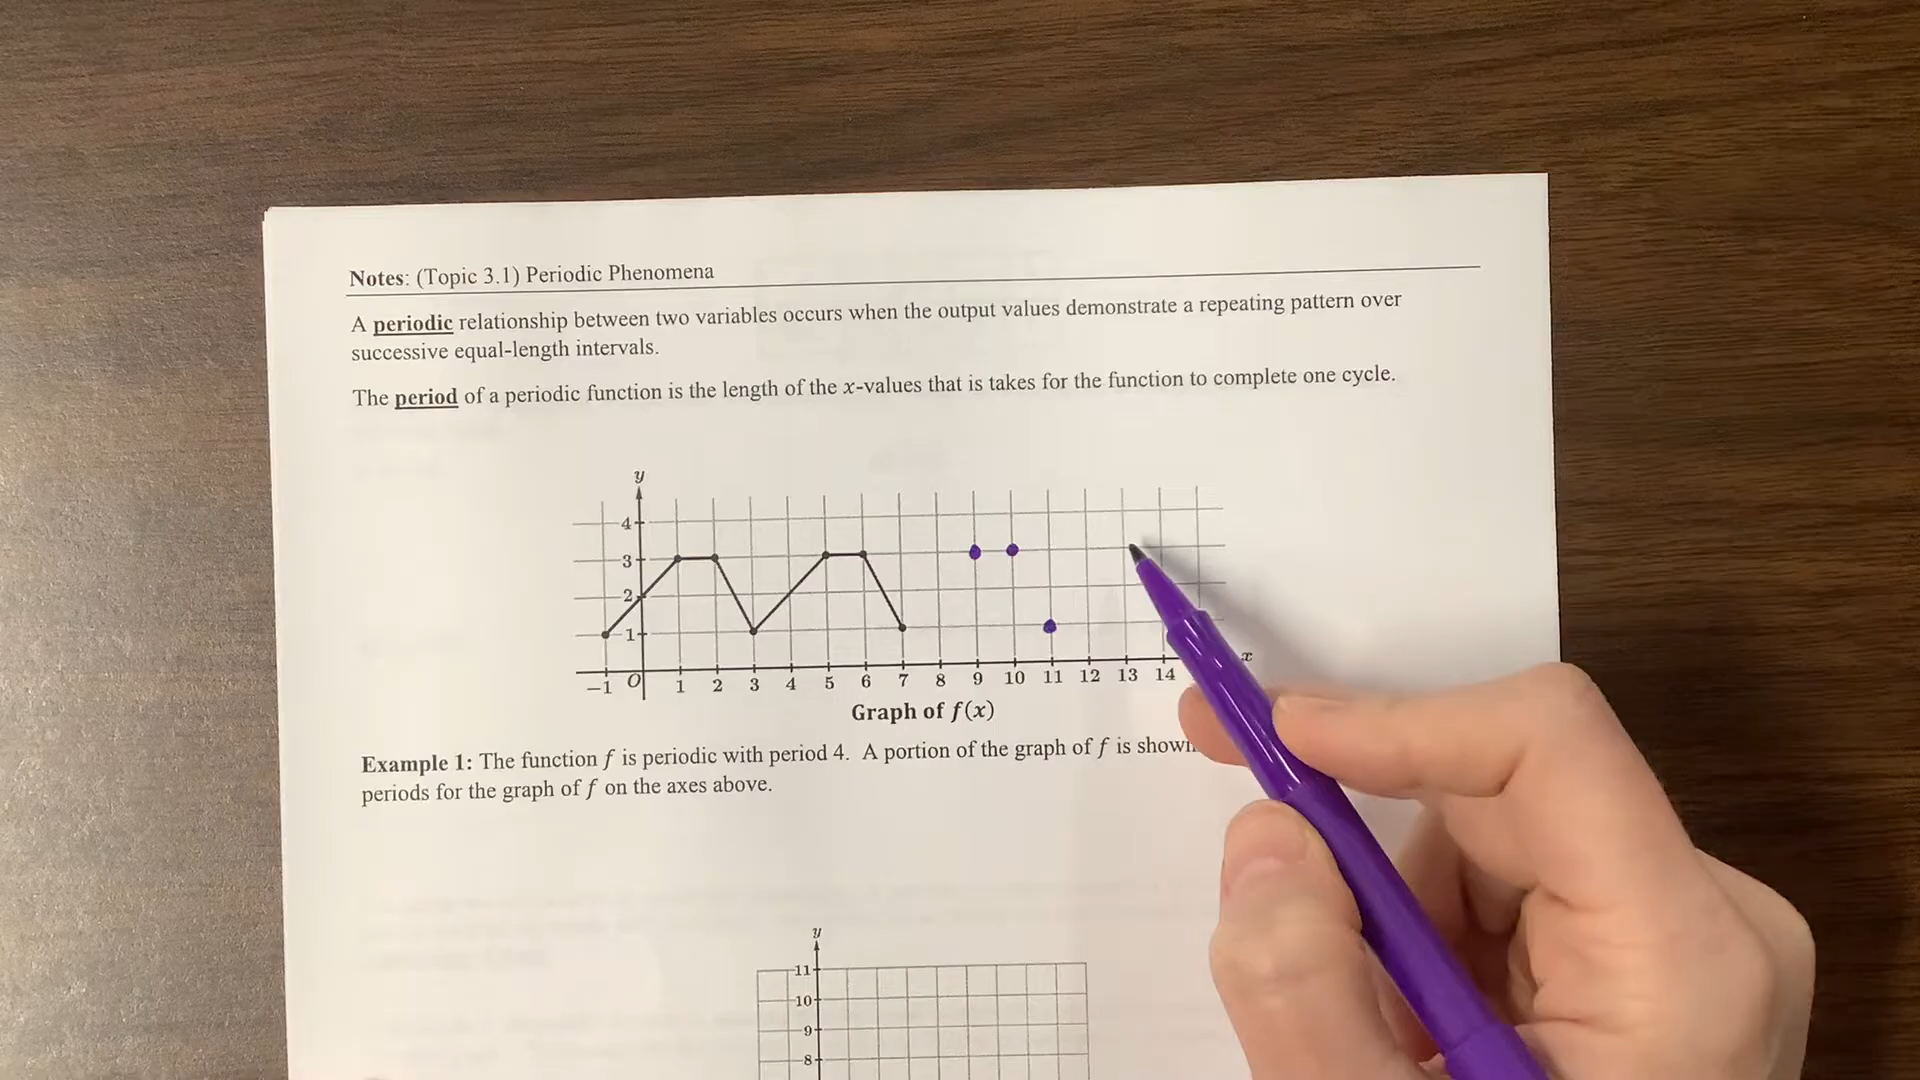 Notes: (Topic 3.1) Periodic Phenomena
A periodic relationship between two variables occurs when the output values demonstrate a repeating pattern over
successive equal-length intervals.
The period of a periodic function is the length of the x-values that is takes for the function to complete one cycle.
y
4
3
2
1
−1 O 1 2 3 4 5 6 7 8 9 10 11 12 13 14 x
Graph of f(x)
Example 1: The function f is periodic with period 4. A portion of the graph of f is shown
periods for the graph of f on the axes above.
y
11
10
9
8